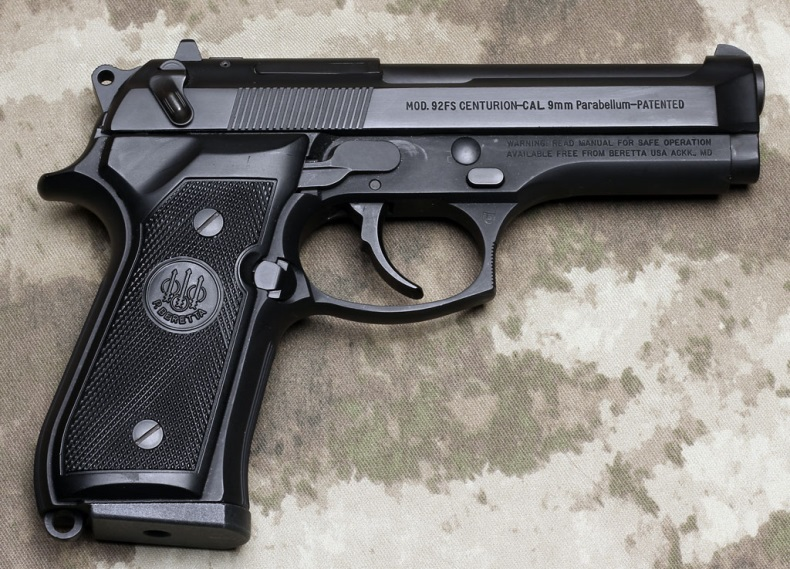 MOD. 92FS CENTURION-CAL. 9mm Parabellum-PATENTED
WARNING: READ MANUAL FOR SAFE OPERATION
AVAILABLE FREE FROM BERETTA USA ACKK., MD
P. BERETTA